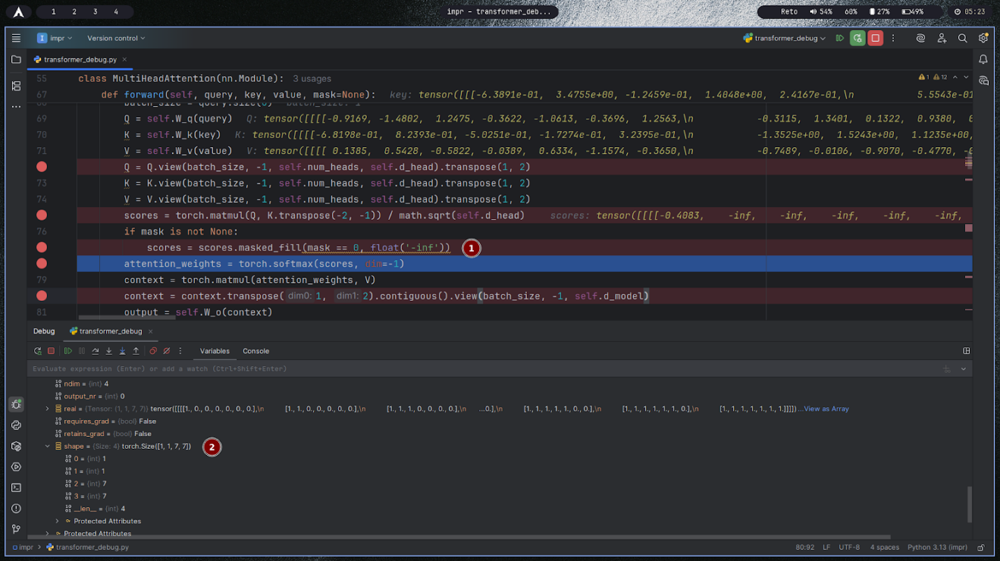 1 2 3 4
impr - transformer_deb...
Reto 54% 60% 27% 49% 05:23
I impr Version control
transformer_debug
transformer_debug.py ×
55 class MultiHeadAttention(nn.Module): 3 usages
1 12
67 def forward(self, query, key, value, mask=None): key: tensor([[[-6.3891e-01, 3.4755e+00, -1.2459e-01, 1.4048e+00, 2.4167e-01,\n 5.5543e-01
69 Q = self.W_q(query) Q: tensor([[[[-0.9169, -1.4802, 1.2475, -0.3622, -1.0613, -0.3696, 1.2563,\n -0.3115, 1.3401, 0.1322, 0.9380, 
70 K = self.W_k(key) K: tensor([[[[-6.8198e-01, 8.2393e-01, -5.0251e-01, -1.7274e-01, 3.2395e-01,\n -1.3525e+00, 1.5243e+00, 1.1235e+00,
71 V = self.W_v(value) V: tensor([[[[ 0.1385, 0.5428, -0.5822, -0.0389, 0.6334, -1.1574, -0.3650,\n -0.7489, -0.0106, -0.9070, -0.4770,
Q = Q.view(batch_size, -1, self.num_heads, self.d_head).transpose(1, 2)
73 K = K.view(batch_size, -1, self.num_heads, self.d_head).transpose(1, 2)
74 V = V.view(batch_size, -1, self.num_heads, self.d_head).transpose(1, 2)
scores = torch.matmul(Q, K.transpose(-2, -1)) / math.sqrt(self.d_head) scores: tensor([[[[-0.4083, -inf, -inf, -inf, -inf, -inf,
76 if mask is not None:
scores = scores.masked_fill(mask == 0, float('-inf')) 1
attention_weights = torch.softmax(scores, dim=-1)
79 context = torch.matmul(attention_weights, V)
context = context.transpose( dim0: 1, dim1: 2).contiguous().view(batch_size, -1, self.d_model)
81 output = self.W_o(context)
Debug transformer_debug ×
Variables Console
Evaluate expression (Enter) or add a watch (Ctrl+Shift+Enter)
ndim = {int} 4
output_nr = {int} 0
real = {Tensor: (1, 1, 7, 7)} tensor([[[[1., 0., 0., 0., 0., 0., 0.],\n [1., 1., 0., 0., 0., 0., 0.],\n [1., 1., 1., 0., 0., 0., 0.],\n ...0.],\n [1., 1., 1., 1., 1., 0., 0.],\n [1., 1., 1., 1., 1., 1., 0.],\n [1., 1., 1., 1., 1., 1., 1.]]]]) ...View as Array
requires_grad = {bool} False
retains_grad = {bool} False
shape = {Size: 4} torch.Size([1, 1, 7, 7]) 2
0 = {int} 1
1 = {int} 1
2 = {int} 7
3 = {int} 7
__len__ = {int} 4
Protected Attributes
Protected Attributes
impr > transformer_debug.py
80:92 LF UTF-8 4 spaces Python 3.13 (impr)